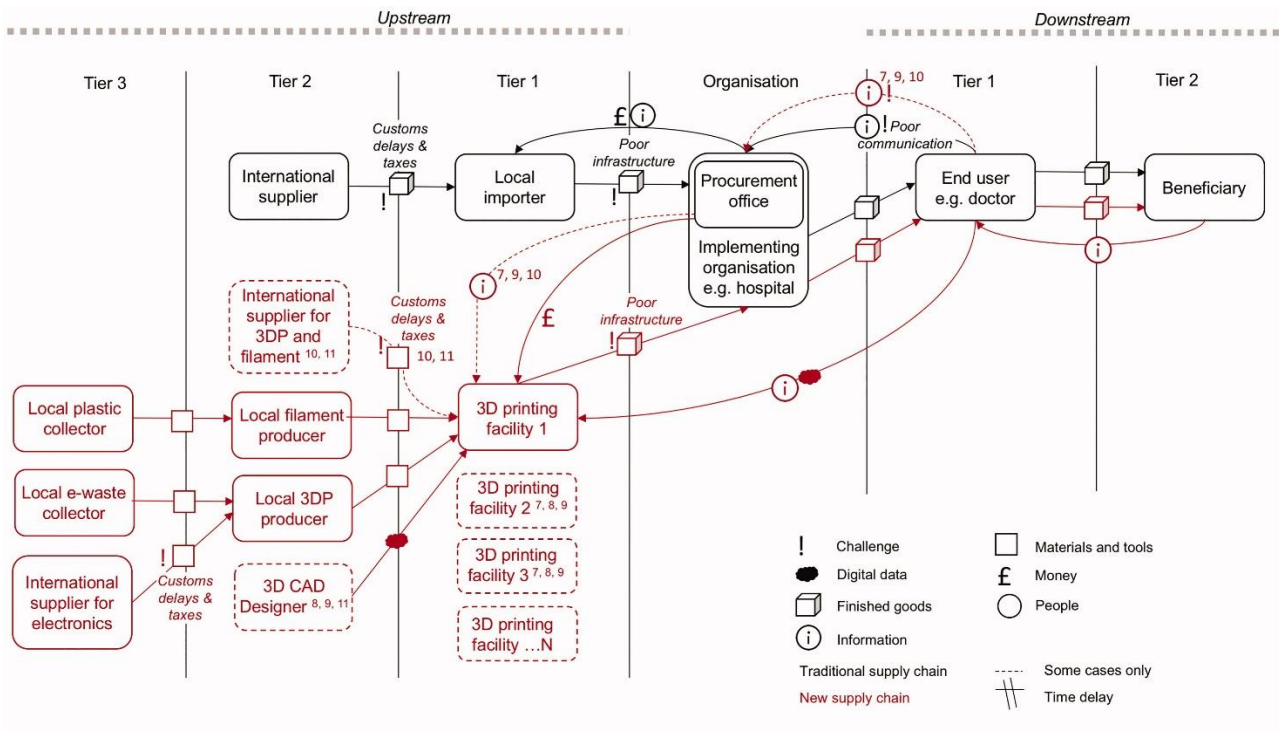 Upstream
Downstream
Tier 3
Tier 2
Tier 1
Organisation
Tier 1
Tier 2
7, 9, 10
i
!
£
i
i
!
Poor
communication
Customs
delays &
taxes
!
Poor
infrastructure
!
International
supplier
Local
importer
Procurement
office
Implementing
organisation
e.g. hospital
End user
e.g. doctor
Beneficiary
i
i
7, 9, 10
£
Poor
infrastructure
!
International
supplier for
3DP and
filament 10, 11
Customs
delays &
taxes
!
10, 11
i
Local plastic
collector
Local filament
producer
3D printing
facility 1
Local e-waste
collector
Local 3DP
producer
3D printing
facility 2 7, 8, 9
!
Customs
delays &
taxes
International
supplier for
electronics
3D CAD
Designer 8, 9, 11
3D printing
facility 3 7, 8, 9
3D printing
facility ...N
! Challenge
Materials and tools
Digital data
£ Money
Finished goods
People
i Information
Traditional supply chain
Some cases only
New supply chain
Time delay